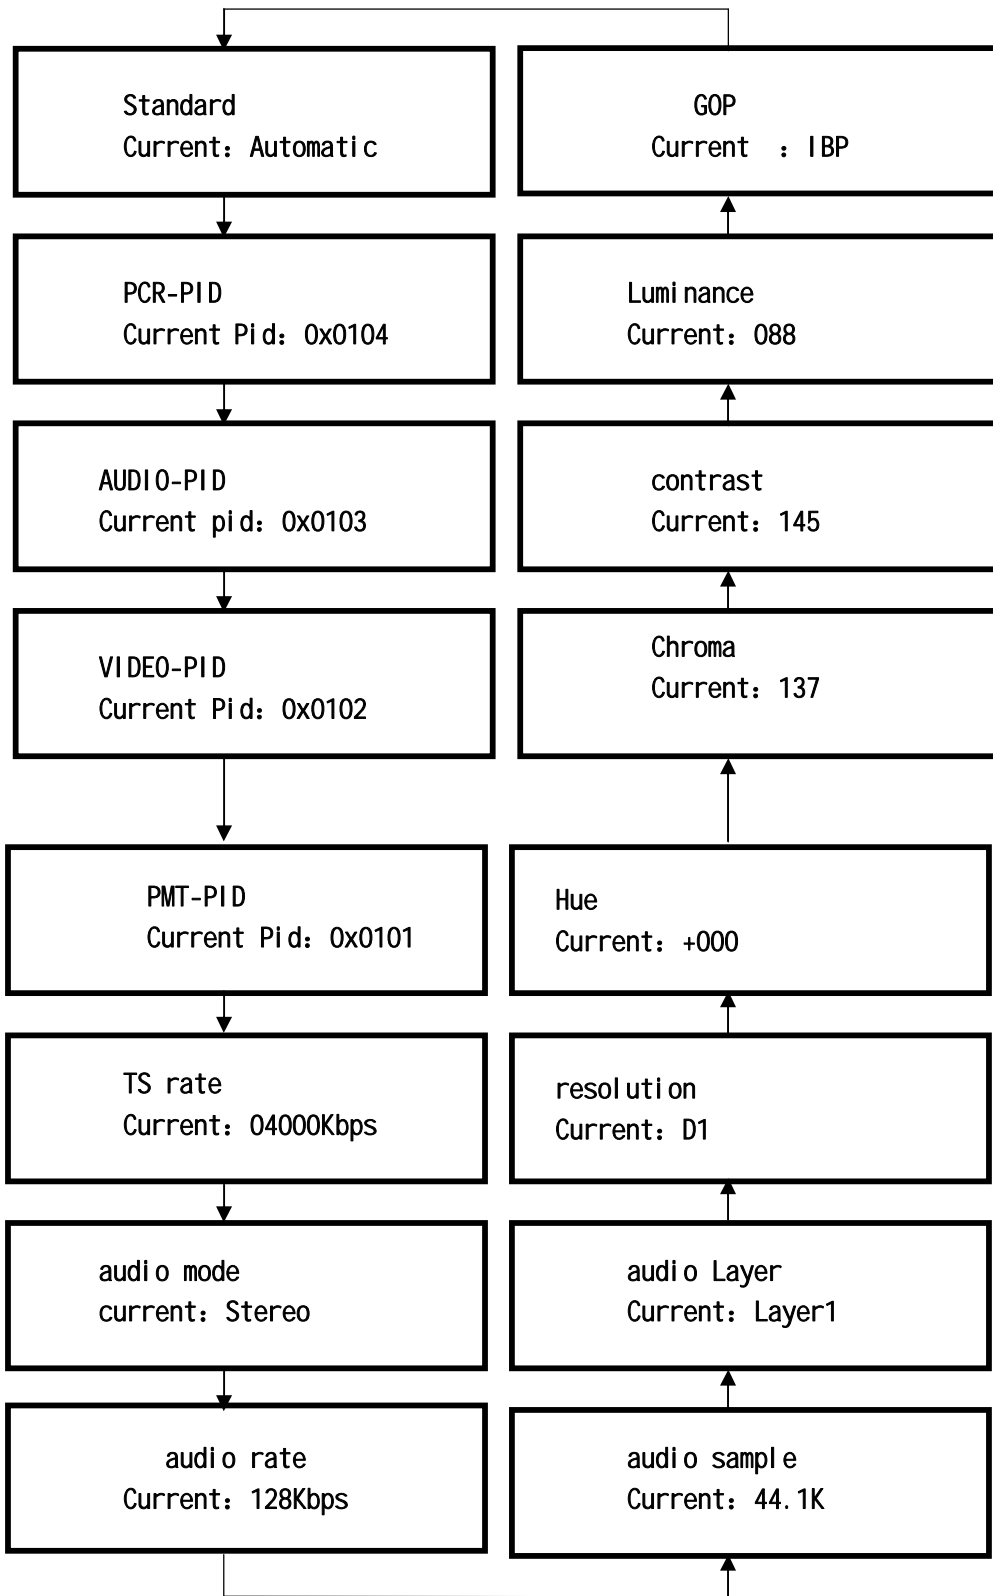 Standard
Current: Automatic
PCR-PID
Current Pid: 0x0104
AUDIO-PID
Current pid: 0x0103
VIDEO-PID
Current Pid: 0x0102
PMT-PID
Current Pid: 0x0101
TS rate
Current: 04000Kbps
audio mode
current: Stereo
audio rate
Current: 128Kbps
audio sample
Current: 44.1K
audio Layer
Current: Layer1
resolution
Current: D1
Hue
Current: +000
Chroma
Current: 137
contrast
Current: 145
Luminance
Current: 088
GOP
Current : IBP